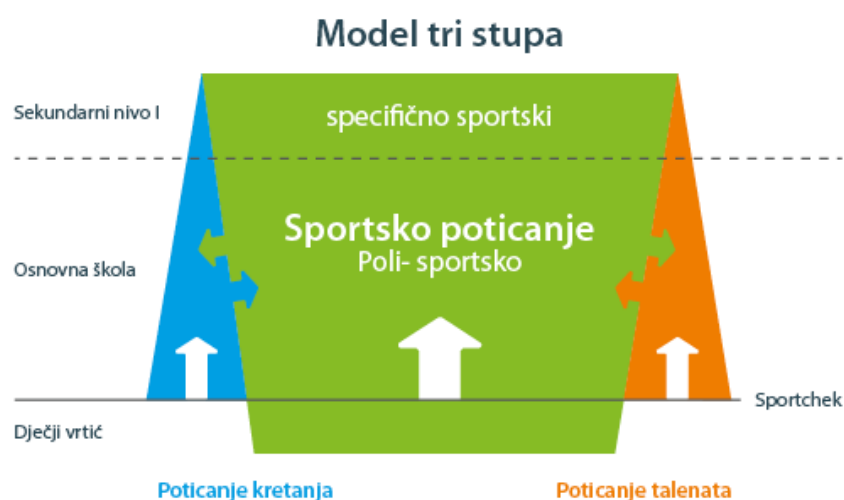 Model tri stupa
Sekundarni nivo I
specifično sportski
Sportsko poticanje
Poli- sportsko
Osnovna škola
Sportchek
Dječji vrtić
Poticanje kretanja
Poticanje talenata